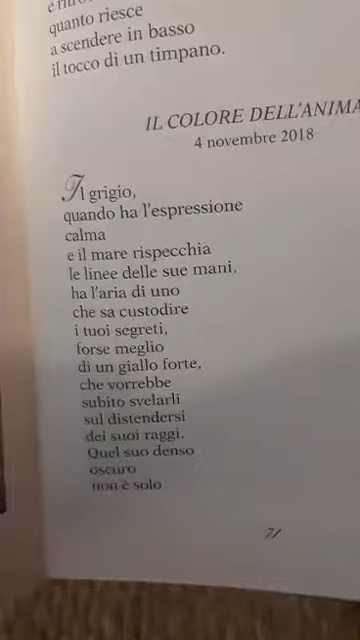 quanto riesce
a scendere in basso
il tocco di un timpano.
IL COLORE DELL'ANIMA
4 novembre 2018
Il grigio,
quando ha l'espressione
calma
e il mare rispecchia
le linee delle sue mani,
ha l'aria di uno
che sa custodire
i tuoi segreti,
forse meglio
di un giallo forte,
che vorrebbe
subito svelarli
sul distendersi
dei suoi raggi.
Quel suo denso
oscuro
non è solo
71